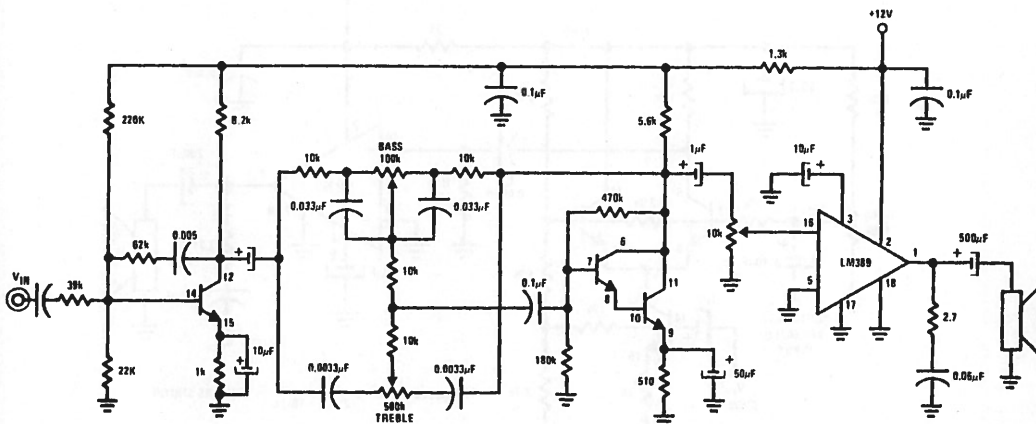 +12V
1.3k
0.1µF
0.1µF
220K
8.2k
5.6k
BASS
10k
100k
10k
1µF
10µF
0.033µF
0.033µF
470k
62k
0.005
10k
3
16
2
500µF
7
6
LM389
1
VIN
39k
12
10k
0.1µF
11
5
18
14
8
10
17
15
10k
9
2.7
10µF
180k
50µF
22K
1k
0.0033µF
0.0033µF
510
0.05µF
500k
TREBLE